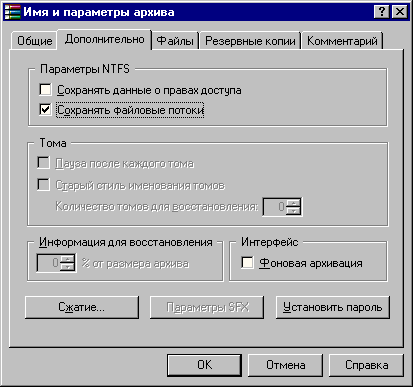 Имя и параметры архива
Общие Дополнительно Файлы Резервные копии Комментарий
Параметры NTFS
Сохранять данные о правах доступа
Сохранять файловые потоки
Тома
Пауза после каждого тома
Старый стиль именования томов
Количество томов для восстановления: 0
Информация для восстановления
0 % от размера архива
Интерфейс
Фоновая архивация
Сжатие... Параметры SFX Установить пароль
OK Отмена Справка